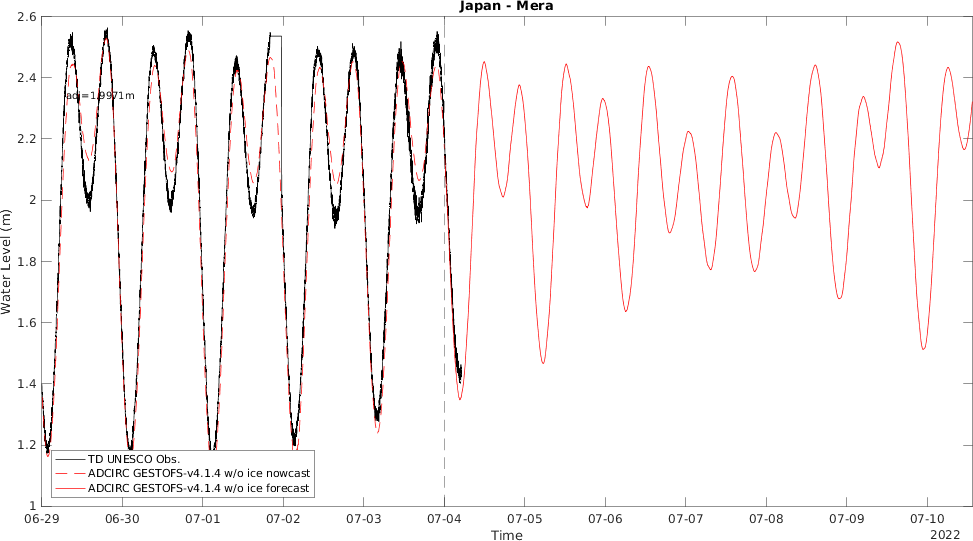 Japan - Mera
2.6
2.4
adj=1.9971m
2.2
2
1.8
Water Level (m)
1.6
1.4
1.2
TD UNESCO Obs.
ADCIRC GESTOFS-v4.1.4 w/o ice nowcast
ADCIRC GESTOFS-v4.1.4 w/o ice forecast
1
06-29 06-30 07-01 07-02 07-03 07-04 07-05 07-06 07-07 07-08 07-09 07-10
Time
2022